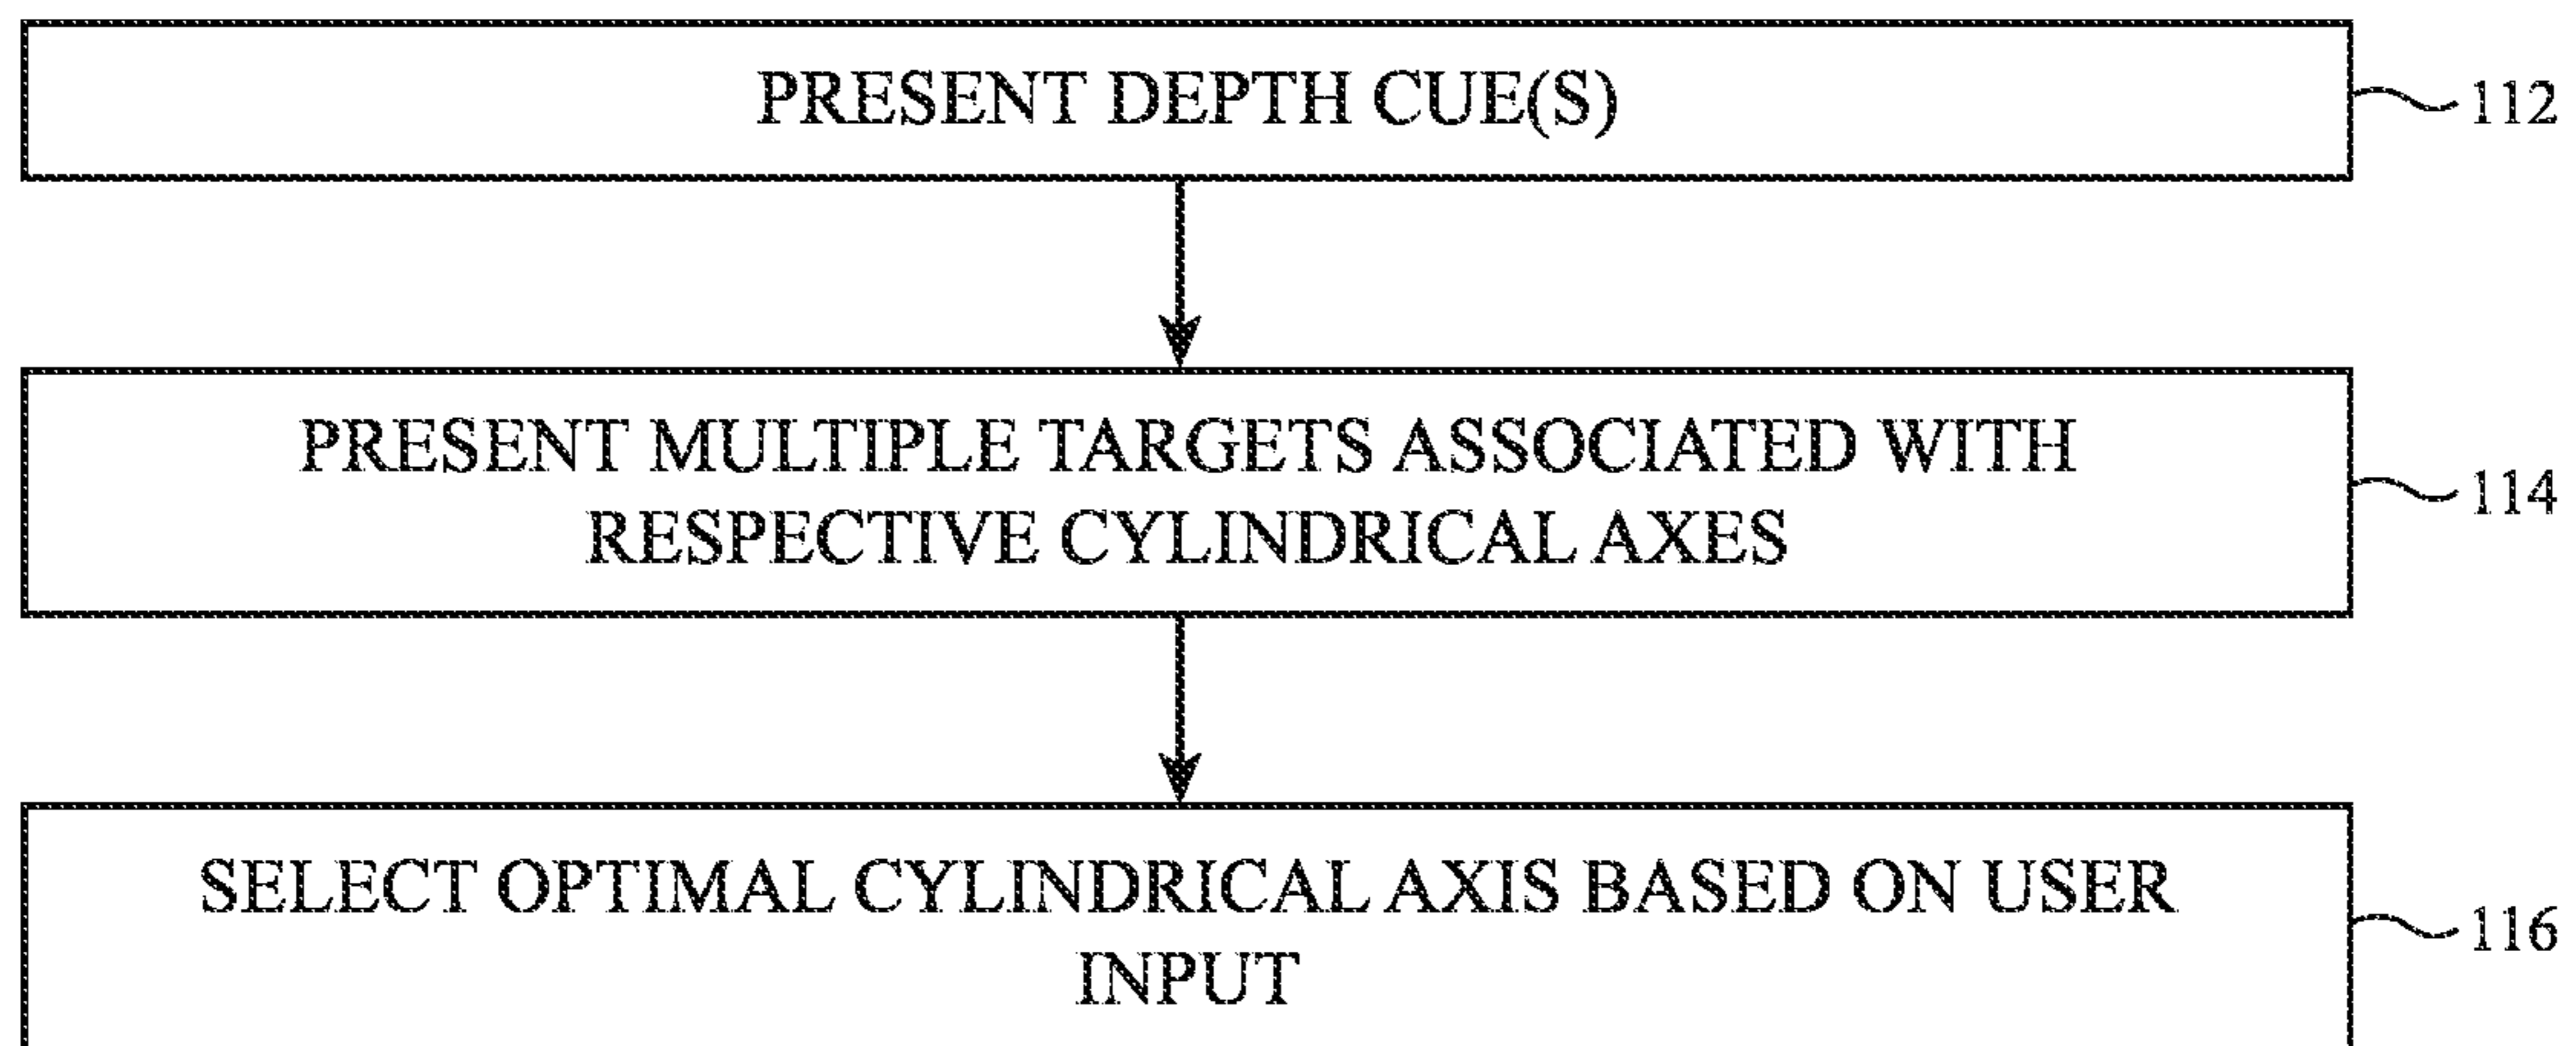 PRESENT DEPTH CUE(S)
112
PRESENT MULTIPLE TARGETS ASSOCIATED WITH
RESPECTIVE CYLINDRICAL AXES
114
SELECT OPTIMAL CYLINDRICAL AXIS BASED ON USER
INPUT
116